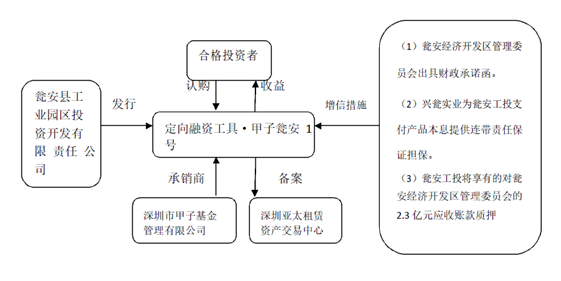 合格投资者
认购
收益
瓮安县工
业园区投
资开发有
限 责任 公
司
发行
定向融资工具·甲子瓮安 1
号
增信措施
承销商
备案
深圳市甲子基金
管理有限公司
深圳亚太租赁
资产交易中心
（1）瓮安经济开发区管理委
员会出具财政承诺函。
（2）兴瓮实业为瓮安工投支
付产品本息提供连带责任保
证担保。
（3）瓮安工投将享有的对瓮
安经济开发区管理委员会的
2.3 亿元应收账款质押